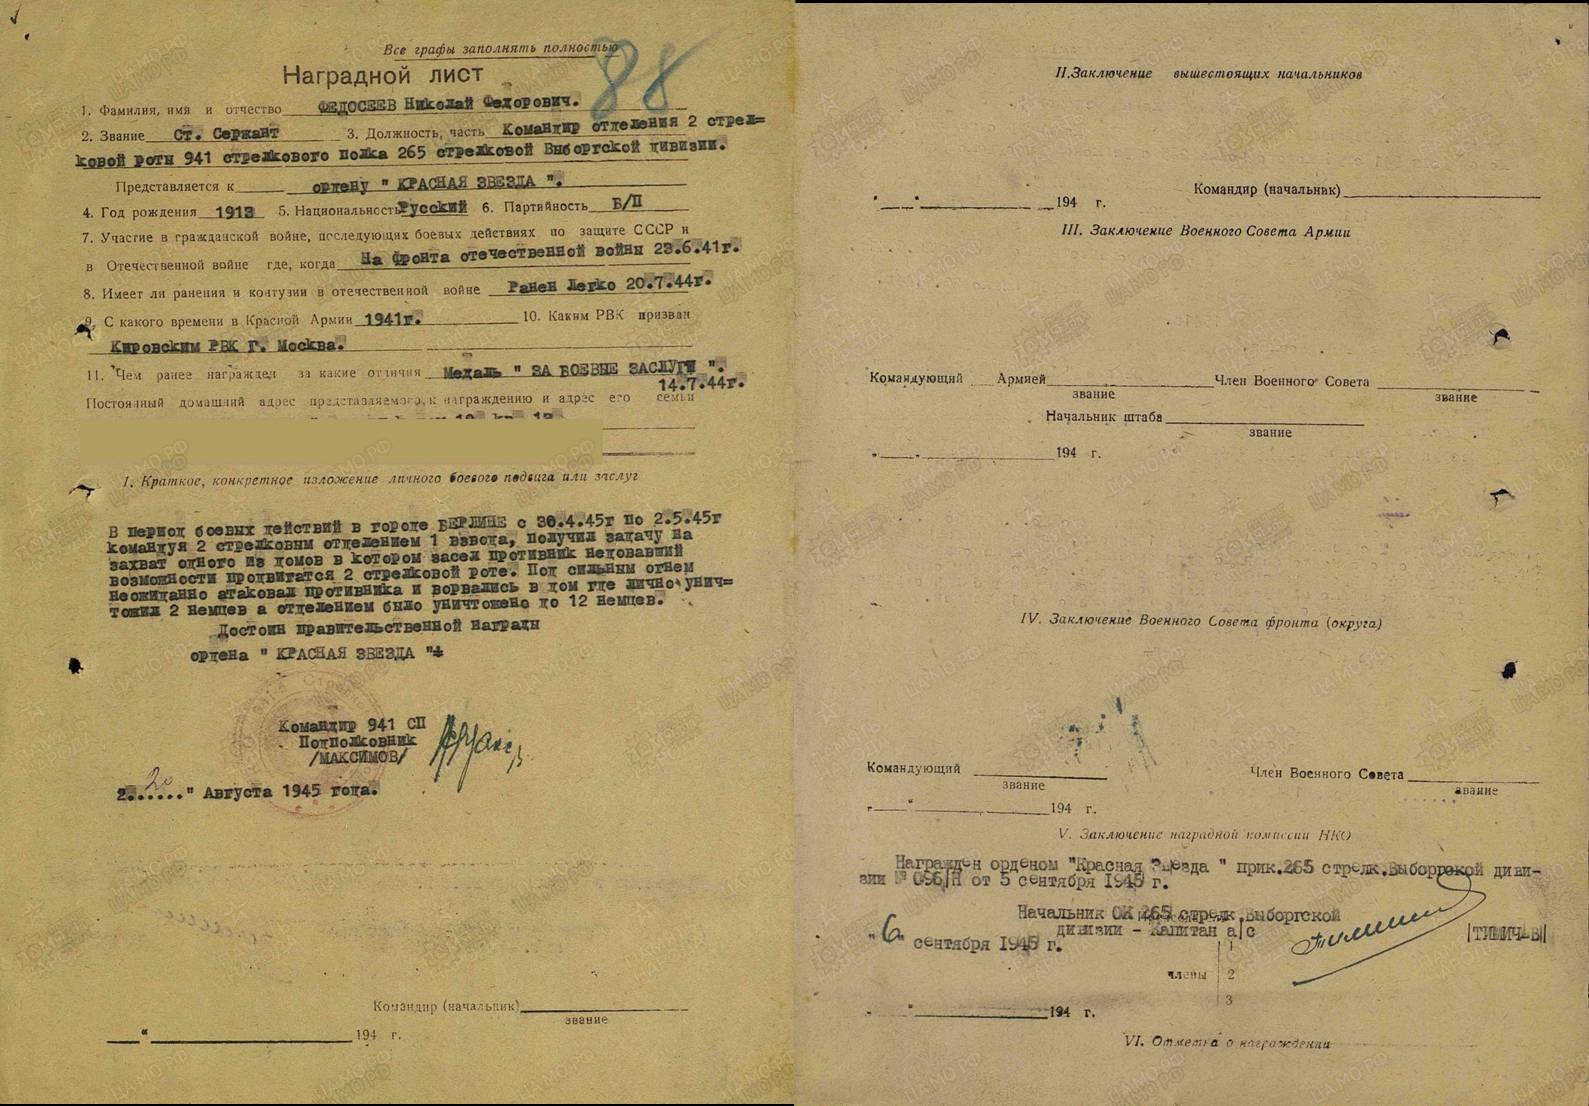 Все графы заполнять полностью
88
Наградной лист
1. Фамилия, имя и отчество ФЕДОСЕЕВ Николай Федорович.
2. Звание Ст. Сержант 3. Должность, часть Командир отделения 2 стрел=
ковой роты 941 стрелкового полка 265 стрелковой Выборгской дивизии.
Представляется к ордену " КРАСНАЯ ЗВЕЗДА ".
4. Год рождения 1913 5. Национальность Русский 6. Партийность Б/П
7. Участие в гражданской войне, последующих боевых действиях по защите СССР и
в Отечественной войне где, когда На фронта отечественной войны 23.6.41г.
8. Имеет ли ранения и контузии в отечественной войне Ранен Легко 20.7.44г.
9. С какого времени в Красной Армии 1941г. 10. Каким РВК призван
Кировским РВК Г. Москва.
11. Чем ранее награжден за какие отличия Медаль " ЗА БОЕВЫЕ ЗАСЛУГИ ".
14.7.44г.
Постоянный домашний адрес представляемого к награждению и адрес его семьи
I. Краткое, конкретное изложение личного боевого подвига или заслуг
В период боевых действий в городе БЕРЛИНЕ с 30.4.45г по 2.5.45г
командуя 2 стрелковым отделением 1 взвода, получил задачу на
захват одного из домов в котором засел противник недовавший
возможности продвигатся 2 стрелковой роте. Под сильным огнем
неожиданно атаковал противника и ворвались в дом где лично унич=
тожил 2 немцев а отделением было уничтожено до 12 немцев.
Достоин правительственной награды
ордена " КРАСНАЯ ЗВЕЗДА "
Командир 941 СП
Подполковник
/МАКСИМОВ/
20 " Августа 1945 года.
Командир (начальник)
звание
" 194 г.
II. Заключение вышестоящих начальников
Командир (начальник)
" " 194 г.
III. Заключение Военного Совета Армии
Командующий Армией Член Военного Совета
звание звание
Начальник штаба
звание
" " 194 г.
IV. Заключение Военного Совета фронта (округа)
Командующий Член Военного Совета
звание звание
" " 194 г.
V. Заключение наградной комиссии НКО
Награжден орденом "Красная Звезда " прик.265 стрелк.Выборгской диви-
зии № 096/Н от 5 сентября 1945 г.
Начальник ОК 265 стрелк.Выборгской
дивизии - Капитан а/с |ТИМИЧЕВ|
"6" сентября 1945 г.
1
члены 2
3
" 194 г.
VI. Отметка о награждении